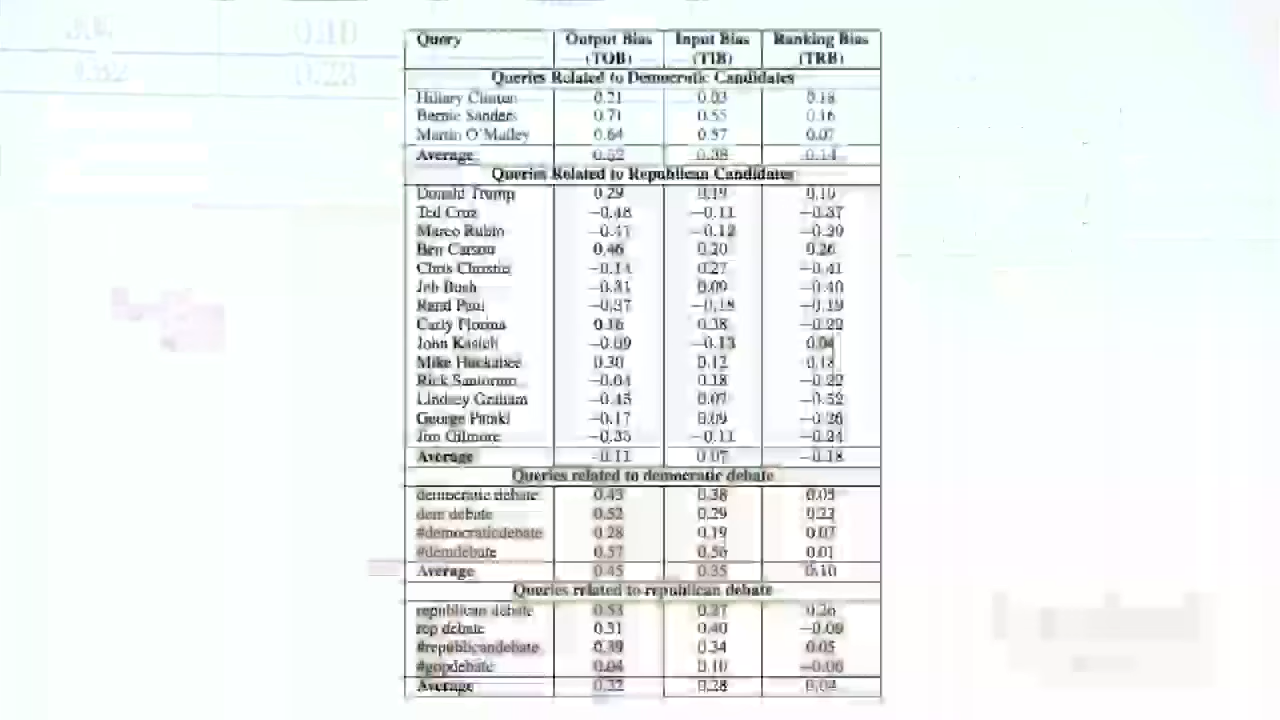 Query Output Bias (TOB) Input Bias (TIB) Ranking Bias (TRB)
Queries Related to Democratic Candidates
Hillary Clinton 0.21 0.03 0.18
Bernie Sanders 0.71 0.55 0.16
Martin O'Malley 0.64 0.57 0.07
Average 0.52 0.38 0.14
Queries Related to Republican Candidates
Donald Trump 0.29 0.19 0.10
Ted Cruz −0.48 −0.11 −0.37
Marco Rubio −0.12 −0.29
Ben Carson 0.46 0.20 0.26
Chris Christie −0.14 0.27 −0.41
Jeb Bush −0.31 0.09 −0.40
Rand Paul −0.37 −0.18 −0.19
Carly Fiorina 0.16 0.38 −0.22
John Kasich −0.09 −0.13 0.04
Mike Huckabee 0.30 0.12 0.18
Rick Santorum −0.04 0.18 −0.22
Lindsey Graham −0.45 0.07 −0.52
George Pataki −0.17 0.09 −0.26
Jim Gilmore −0.35 −0.11 −0.24
Average -0.11 0.07 −0.18
Queries related to democratic debate
democratic debate 0.43 0.38 0.05
dem debate 0.52 0.29 0.23
#democraticdebate 0.28 0.19
#demdebate 0.57 0.56 0.01
Average 0.45 0.35 0.10
Queries related to republican debate
republican debate 0.53 0.27 0.26
rep debate 0.31 0.40 −0.09
#republicandebate 0.39 0.34 0.05
#gopdebate 0.04 0.10 −0.06
Average 0.32 0.28 0.04